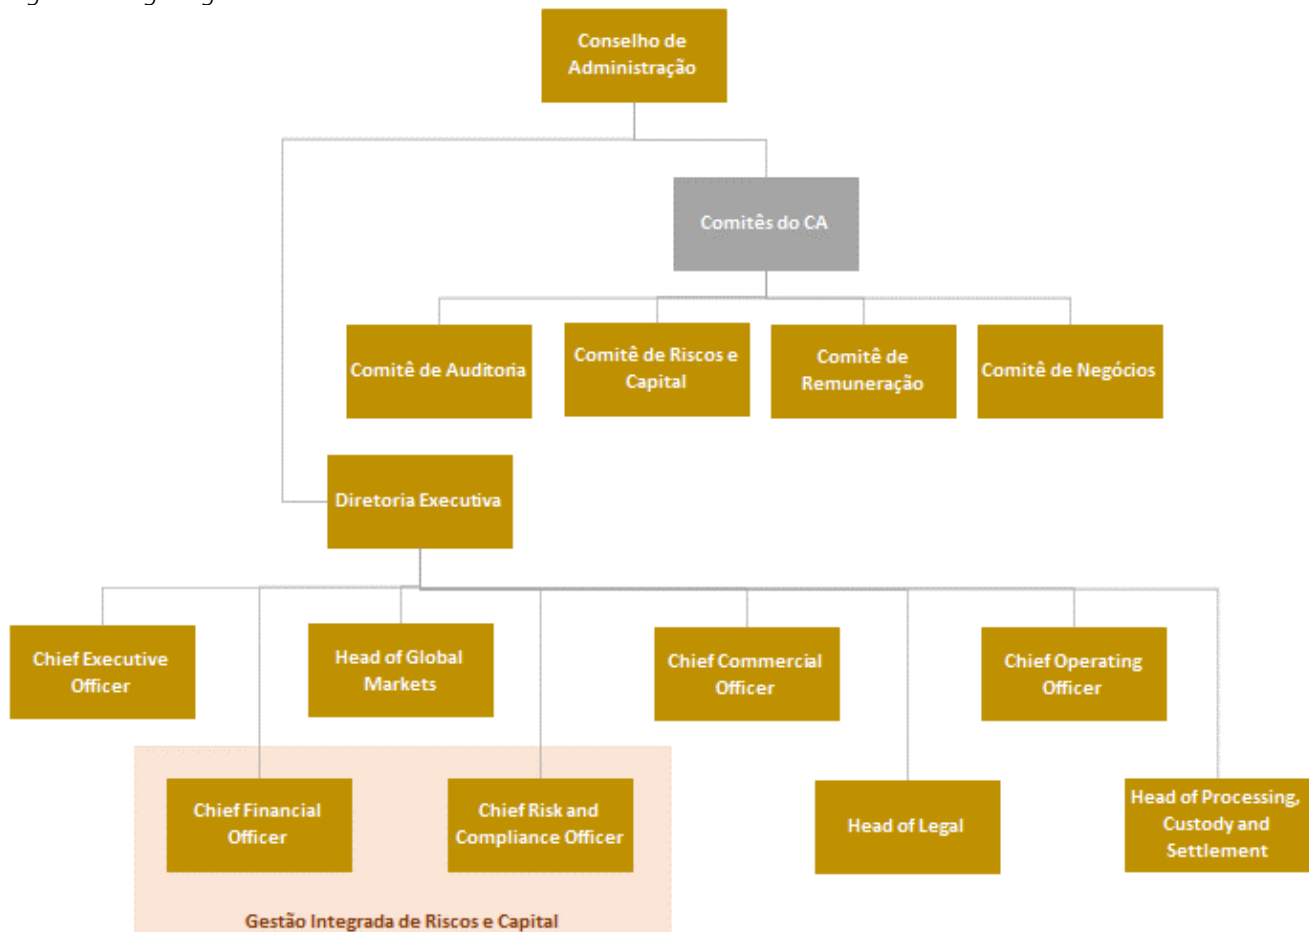 Conselho de
Administração
Comitês do CA
Comitê de Auditoria
Comitê de Riscos e
Capital
Comitê de
Remuneração
Comitê de Negócios
Diretoria Executiva
Chief Executive
Officer
Head of Global
Markets
Chief Commercial
Officer
Chief Operating
Officer
Chief Financial
Officer
Chief Risk and
Compliance Officer
Head of Legal
Head of Processing,
Custody and
Settlement
Gestão Integrada de Riscos e Capital